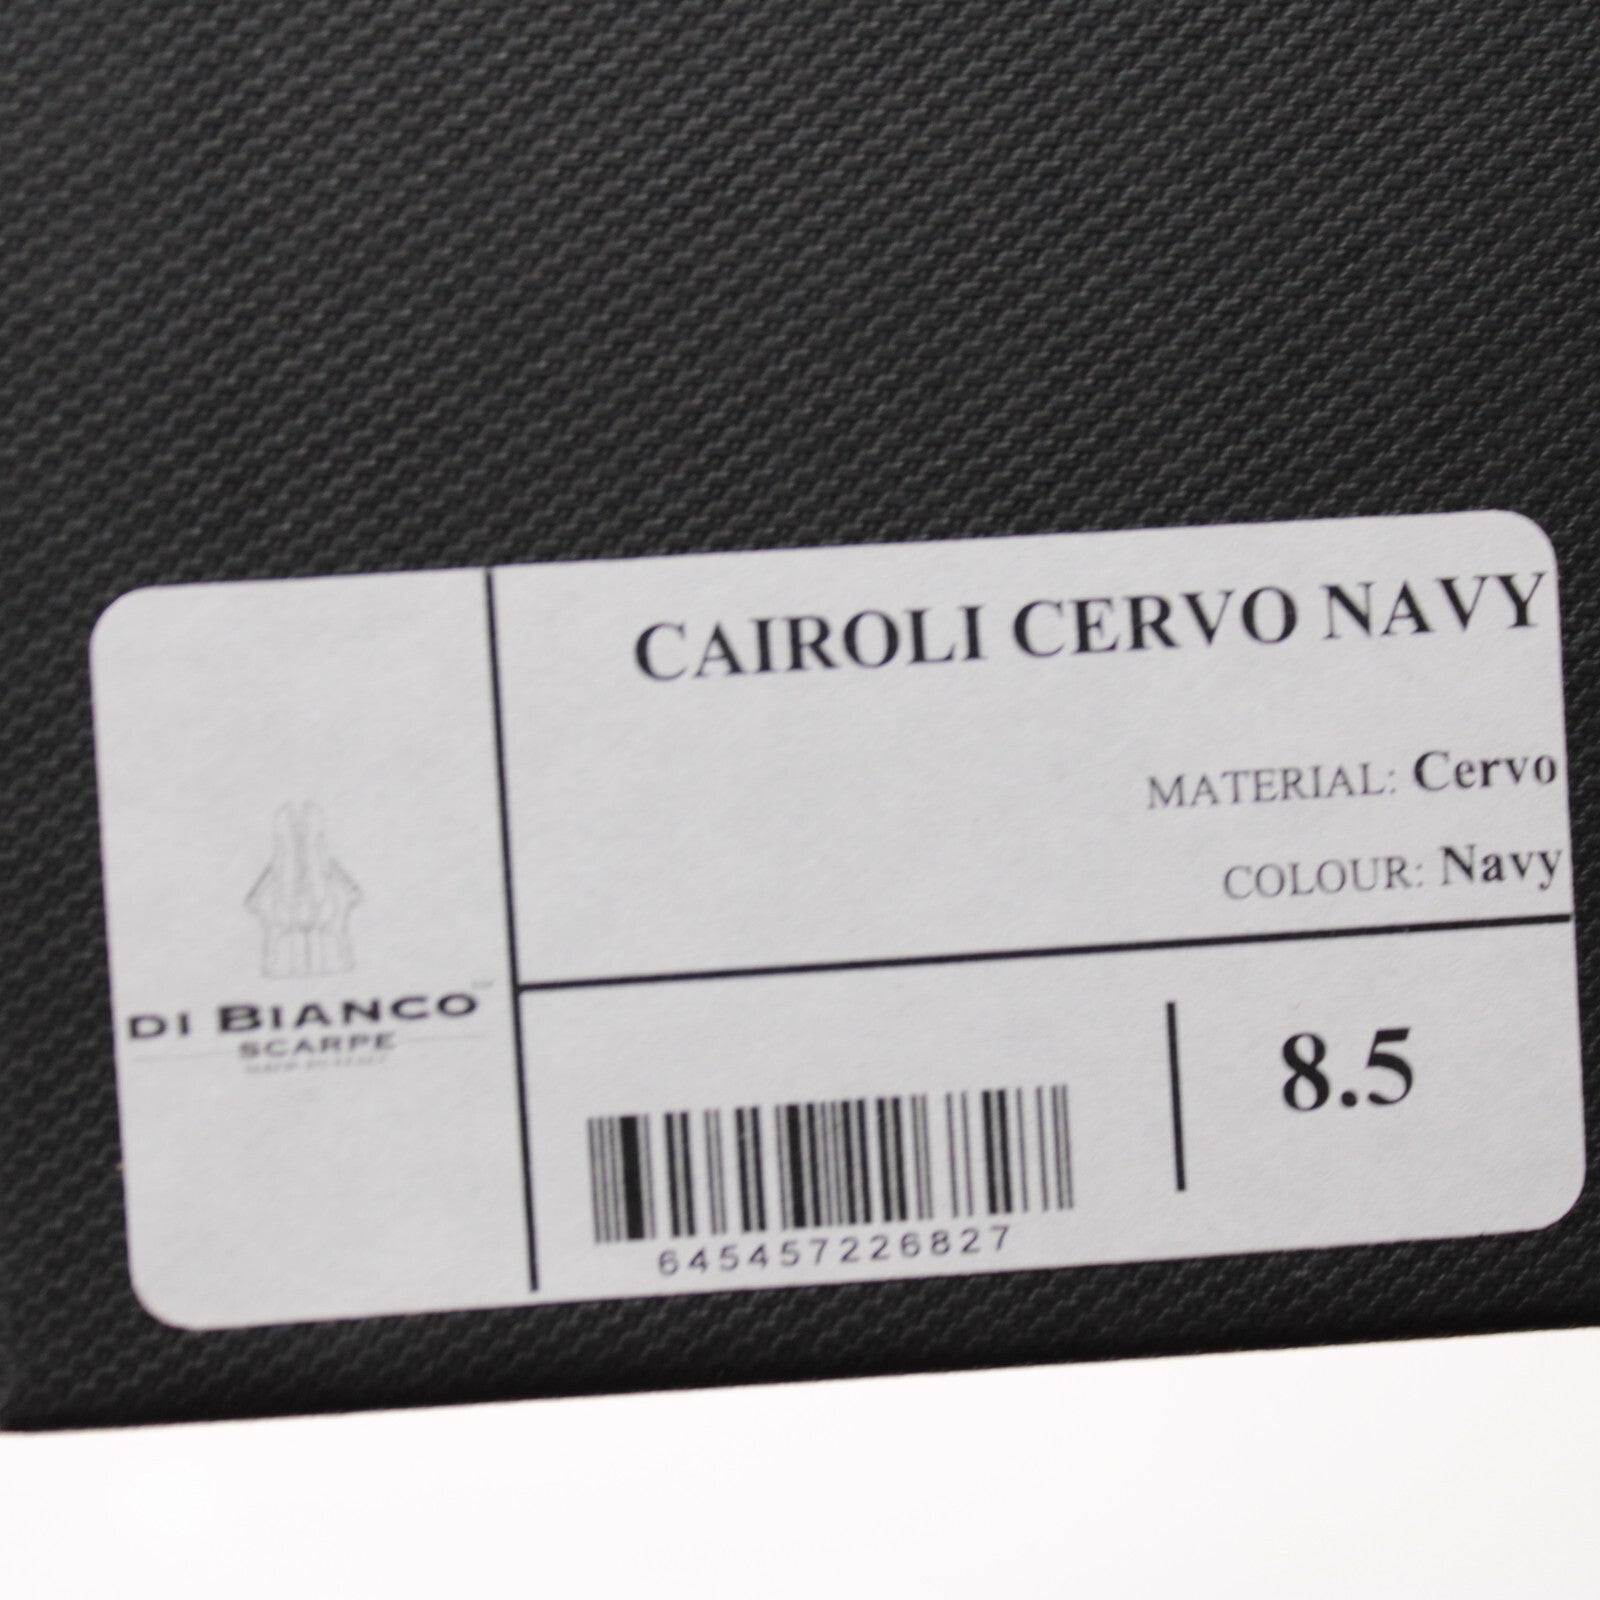 CAIROLI CERVO NAVY
MATERIAL: Cervo
COLOUR: Navy
DI BIANCO
SCARPE
8.5
645457226827